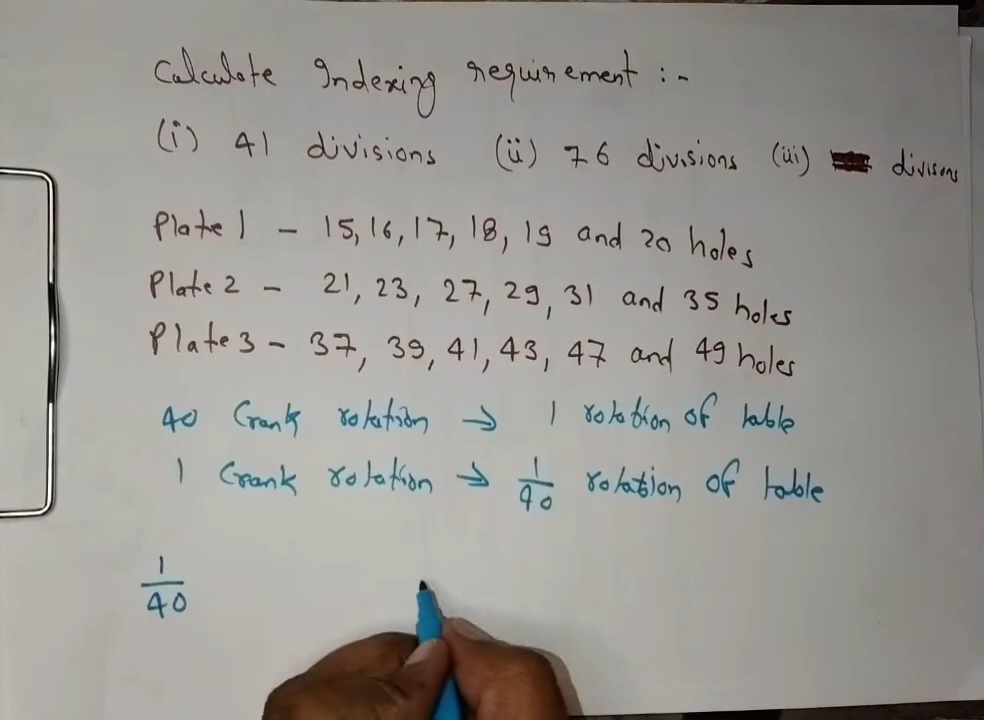 Calculate Indexing requirement :-
(i) 41 divisions (ii) 76 divisions (iii) divisons
Plate 1 - 15, 16, 17, 18, 19 and 20 holes
Plate 2 - 21, 23, 27, 29, 31 and 35 holes
Plate 3 - 37, 39, 41, 43, 47 and 49 holes
40 Crank rotation → 1 rotation of table
1 Crank rotation → 1/40 rotation of table
1/40